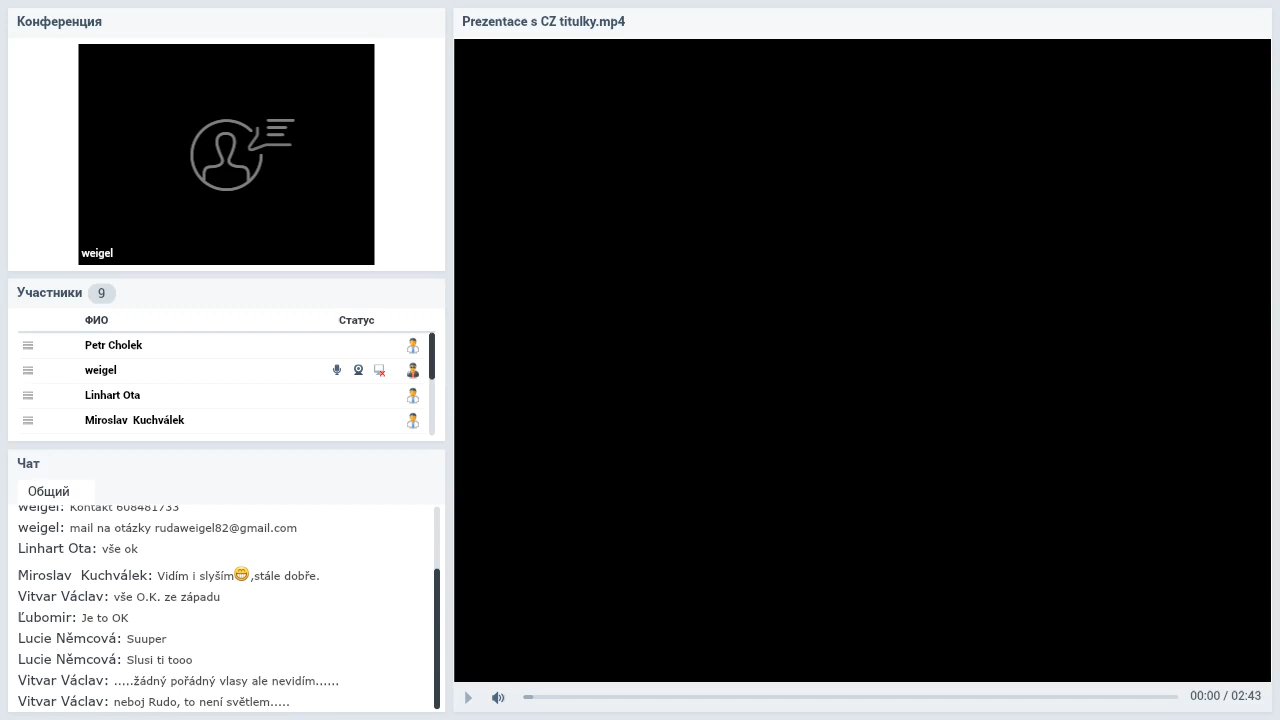 Конференция
weigel
Участники 9
ФИО Статус
Petr Cholek
weigel
Linhart Ota
Miroslav Kuchválek
Чат
Общий
weigel: Kontakt 608481733
weigel: mail na otázky rudaweigel82@gmail.com
Linhart Ota: vše ok
Miroslav Kuchválek: Vidím i slyším😁,stále dobře.
Vitvar Václav: vše O.K. ze západu
Ľubomir: Je to OK
Lucie Němcová: Suuper
Lucie Němcová: Slusi ti tooo
Vitvar Václav: .....žádný pořádný vlasy ale nevidím......
Vitvar Václav: neboj Rudo, to není světlem.....
Prezentace s CZ titulky.mp4
00:00 / 02:43